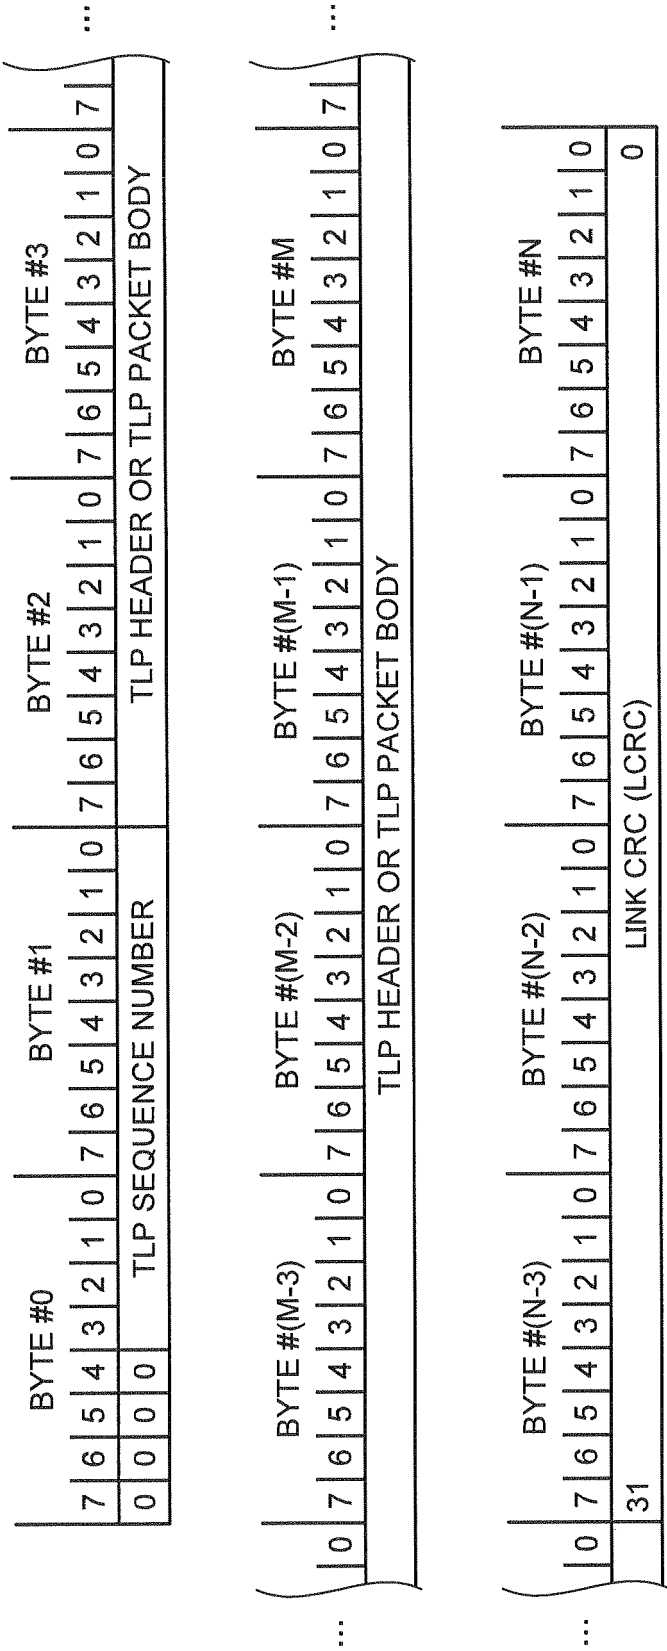 BYTE #0 BYTE #1 BYTE #2 BYTE #3
7 6 5 4 3 2 1 0 7 6 5 4 3 2 1 0 7 6 5 4 3 2 1 0 7 6 5 4 3 2 1 0 7 ...
0 0 0 0 TLP SEQUENCE NUMBER TLP HEADER OR TLP PACKET BODY
BYTE #(M-3) BYTE #(M-2) BYTE #(M-1) BYTE #M
... 0 7 6 5 4 3 2 1 0 7 6 5 4 3 2 1 0 7 6 5 4 3 2 1 0 7 6 5 4 3 2 1 0 7 ...
TLP HEADER OR TLP PACKET BODY
BYTE #(N-3) BYTE #(N-2) BYTE #(N-1) BYTE #N
... 0 7 6 5 4 3 2 1 0 7 6 5 4 3 2 1 0 7 6 5 4 3 2 1 0 7 6 5 4 3 2 1 0
31 LINK CRC (LCRC) 0